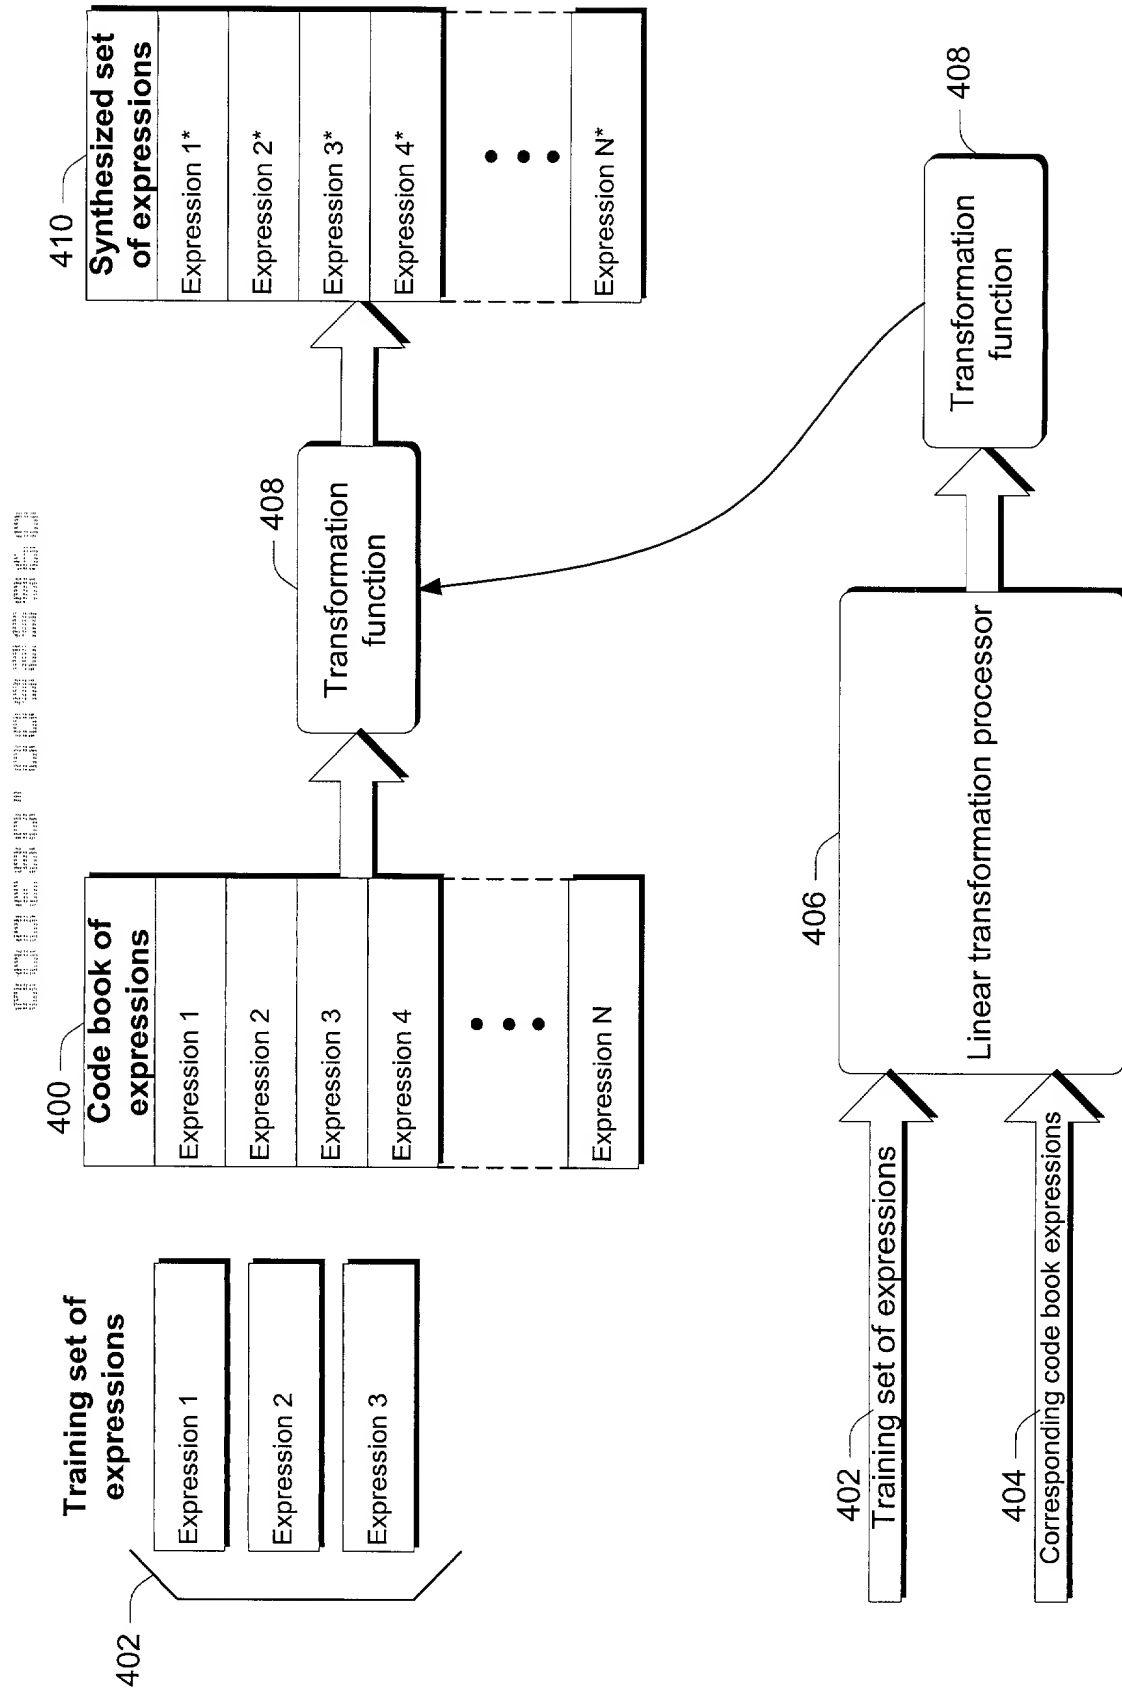 402
Training set of
expressions
Expression 1
Expression 2
Expression 3
400
Code book of
expressions
Expression 1
Expression 2
Expression 3
Expression 4
Expression N
408
Transformation
function
410
Synthesized set
of expressions
Expression 1*
Expression 2*
Expression 3*
Expression 4*
Expression N*
402
Training set of expressions
404
Corresponding code book expressions
406
Linear transformation processor
Transformation
function
408